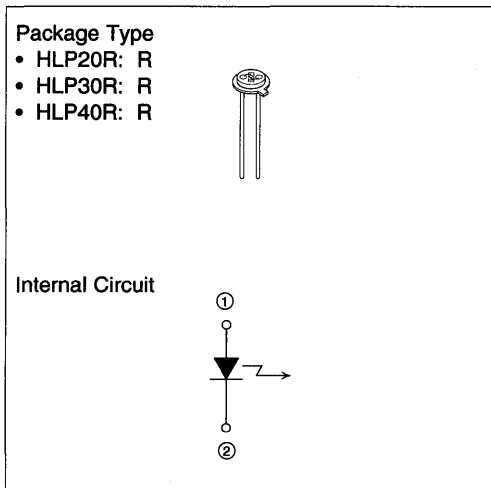 Package Type
• HLP20R: R
• HLP30R: R
• HLP40R: R
Internal Circuit
①
②